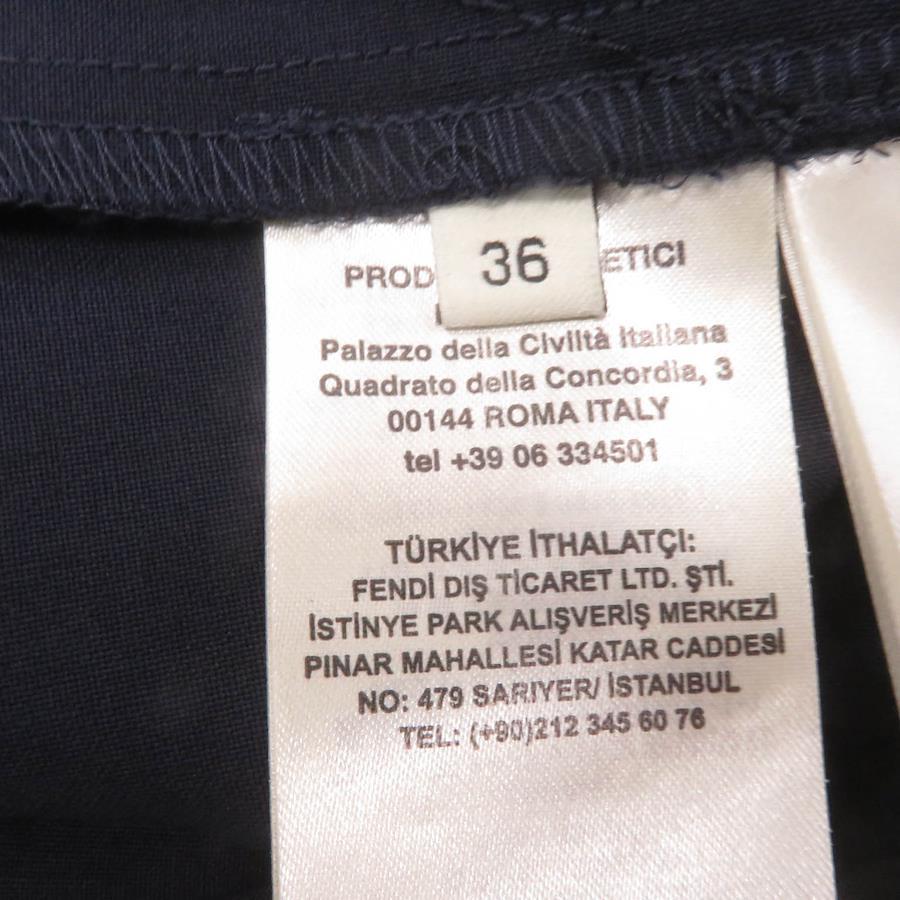 36
PROD ETICI
Palazzo della Civiltà Italiana
Quadrato della Concordia, 3
00144 ROMA ITALY
tel +39 06 334501
TÜRKİYE İTHALATÇI:
FENDİ DIŞ TİCARET LTD. ŞTİ.
İSTİNYE PARK ALIŞVERİŞ MERKEZİ
PINAR MAHALLESİ KATAR CADDESİ
NO: 479 SARIYER/ İSTANBUL
TEL: (+90)212 345 60 76